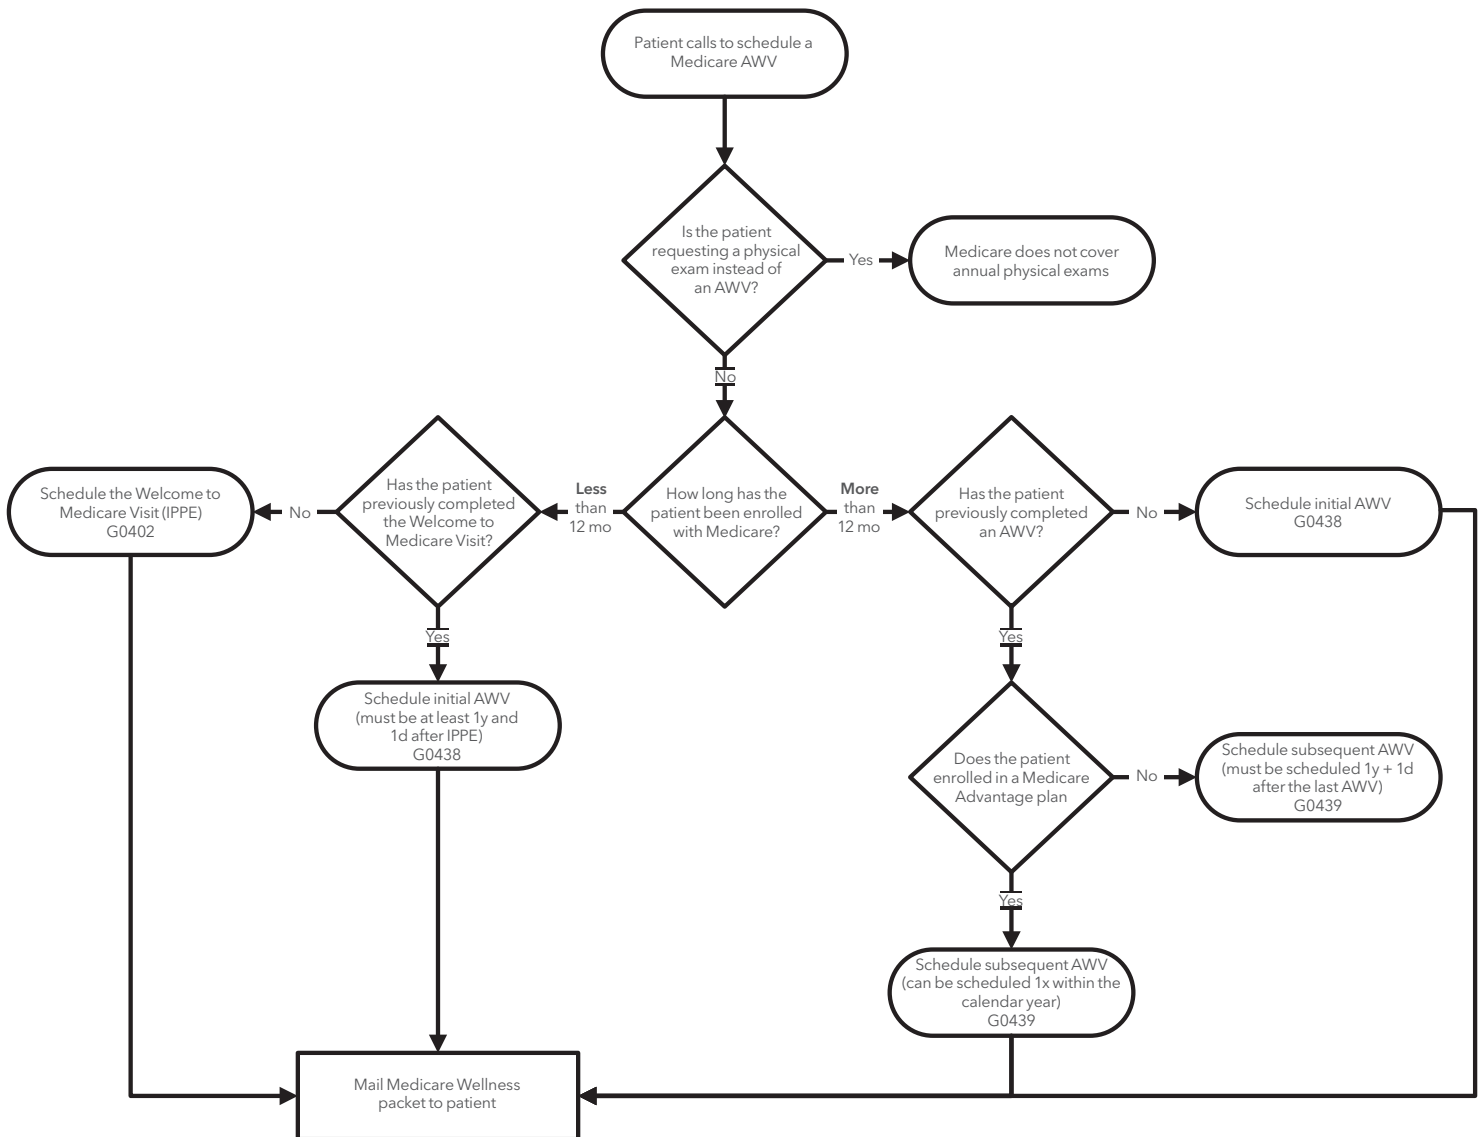 Patient calls to schedule a
Medicare AWV
Is the patient
requesting a physical
exam instead of
an AWV?
Yes
Medicare does not cover
annual physical exams
No
Schedule the Welcome to
Medicare Visit (IPPE)
G0402
No
Has the patient
previously completed
the Welcome to
Medicare Visit?
Less
than
12 mo
How long has the
patient been enrolled
with Medicare?
More
than
12 mo
Has the patient
previously completed
an AWV?
No
Schedule initial AWV
G0438
Yes
Yes
Schedule initial AWV
(must be at least 1y and
1d after IPPE)
G0438
Does the patient
enrolled in a Medicare
Advantage plan
No
Schedule subsequent AWV
(must be scheduled 1y + 1d
after the last AWV)
G0439
Yes
Schedule subsequent AWV
(can be scheduled 1x within the
calendar year)
G0439
Mail Medicare Wellness
packet to patient